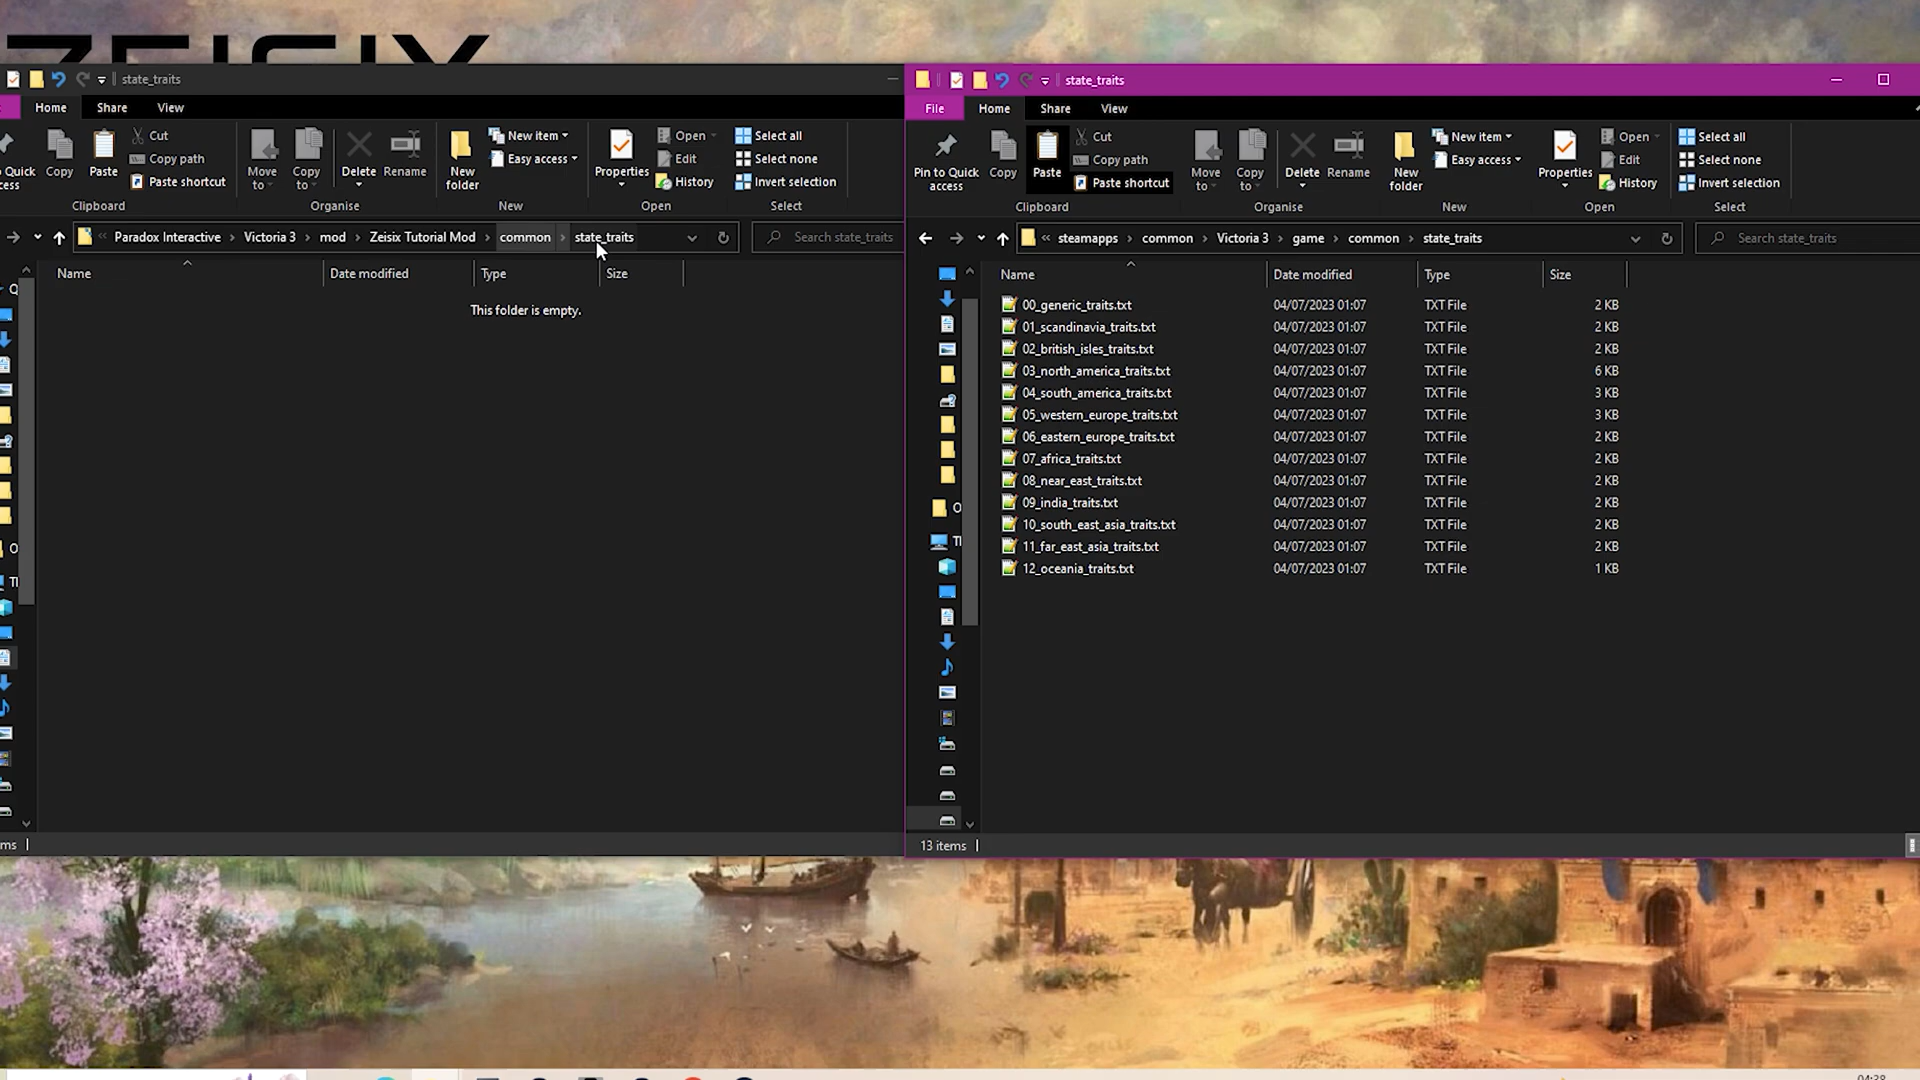 ZEISIX
state_traits
Home Share View
Cut
Copy path
Paste shortcut
Quick
access
Copy
Paste
Move
to
Copy
to
Delete
Rename
New
folder
New item
Easy access
Properties
Open
Edit
History
Select all
Select none
Invert selection
Clipboard Organise New Open Select
Paradox Interactive Victoria 3 mod Zeisix Tutorial Mod common state_traits
Search state_traits
Name Date modified Type Size
This folder is empty.
state_traits
File Home Share View
Pin to Quick
access
Copy
Paste
Cut
Copy path
Paste shortcut
Move
to
Copy
to
Delete
Rename
New
folder
New item
Easy access
Properties
Open
Edit
History
Select all
Select none
Invert selection
Clipboard Organise New Open Select
steamapps common Victoria 3 game common state_traits
Search state_traits
Name Date modified Type Size
00_generic_traits.txt 04/07/2023 01:07 TXT File 2 KB
01_scandinavia_traits.txt 04/07/2023 01:07 TXT File 2 KB
02_british_isles_traits.txt 04/07/2023 01:07 TXT File 2 KB
03_north_america_traits.txt 04/07/2023 01:07 TXT File 6 KB
04_south_america_traits.txt 04/07/2023 01:07 TXT File 3 KB
05_western_europe_traits.txt 04/07/2023 01:07 TXT File 3 KB
06_eastern_europe_traits.txt 04/07/2023 01:07 TXT File 2 KB
07_africa_traits.txt 04/07/2023 01:07 TXT File 2 KB
08_near_east_traits.txt 04/07/2023 01:07 TXT File 2 KB
09_india_traits.txt 04/07/2023 01:07 TXT File 2 KB
10_south_east_asia_traits.txt 04/07/2023 01:07 TXT File 2 KB
11_far_east_asia_traits.txt 04/07/2023 01:07 TXT File 2 KB
12_oceania_traits.txt 04/07/2023 01:07 TXT File 1 KB
13 items